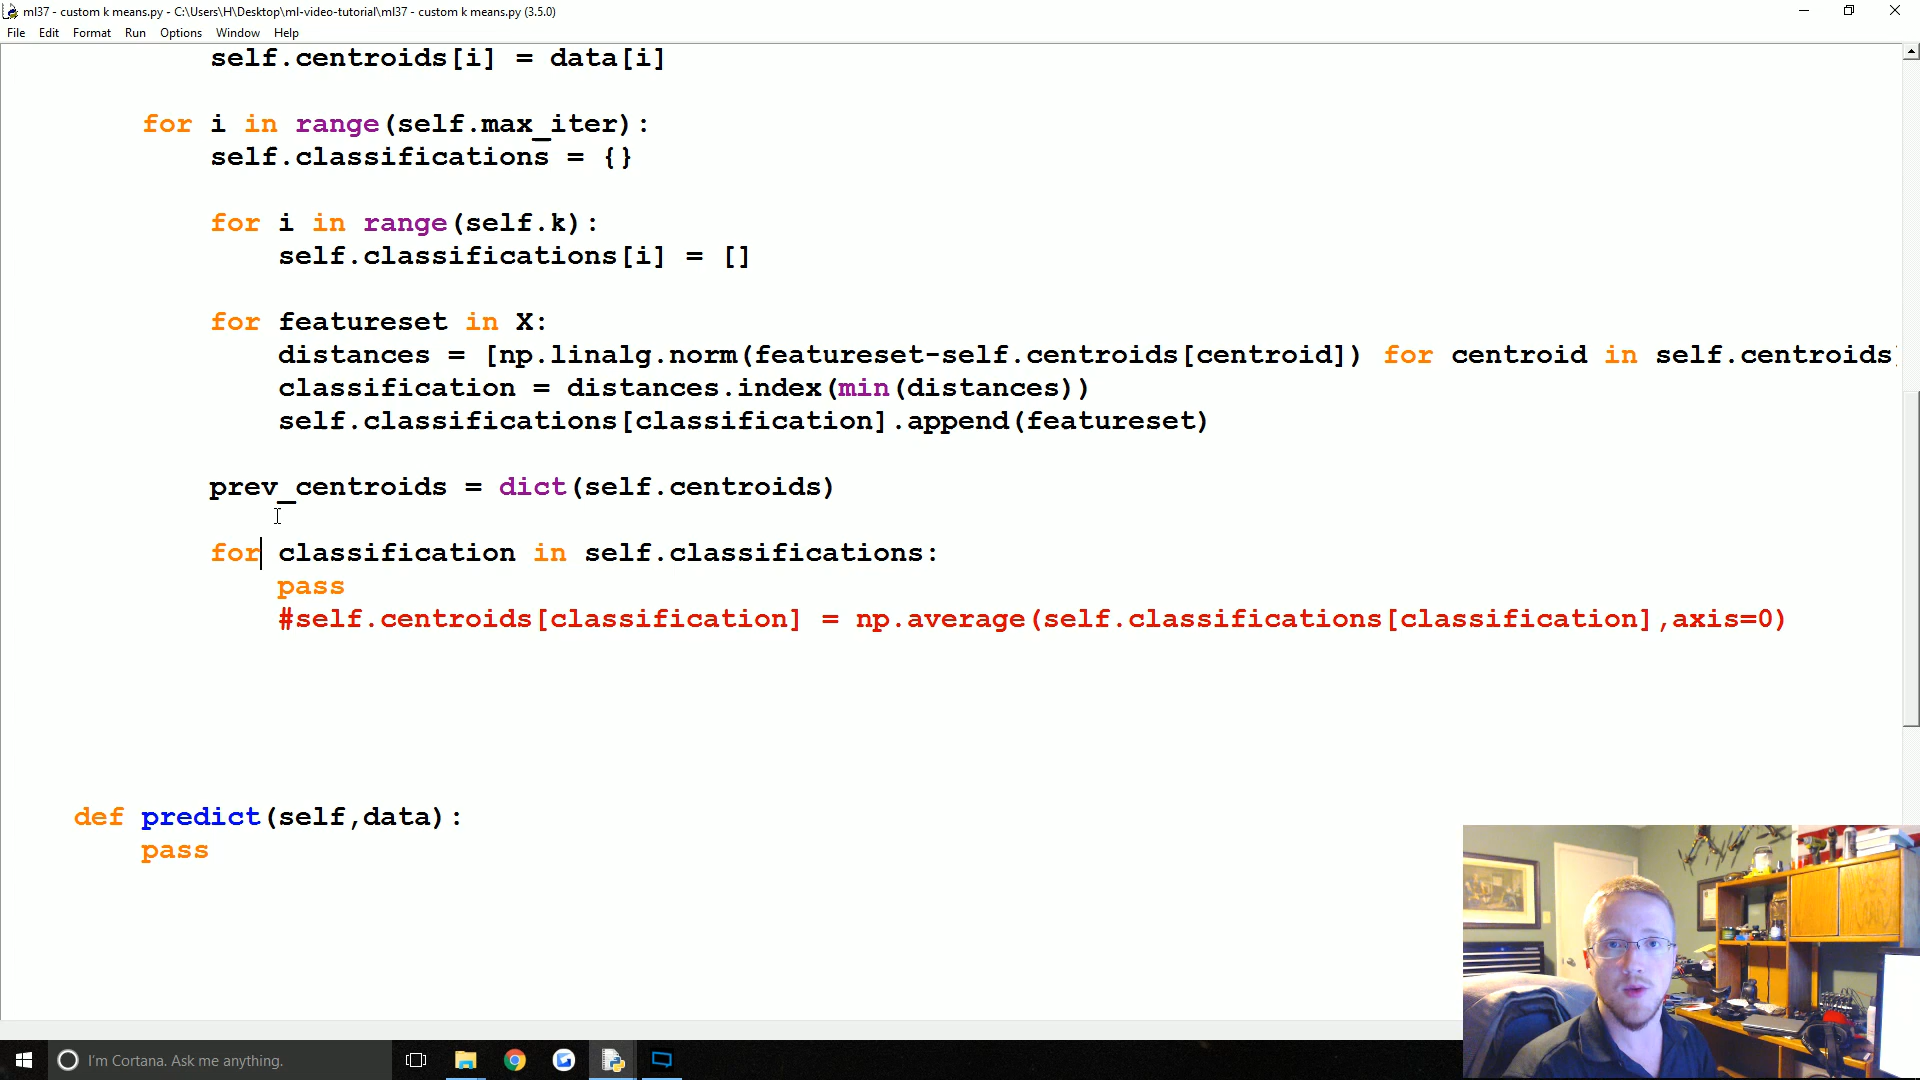 ml37 - custom k means.py - C:\Users\H\Desktop\ml-video-tutorial\ml37 - custom k means.py (3.5.0)
File Edit Format Run Options Window Help
self.centroids[i] = data[i]
for i in range(self.max_iter):
self.classifications = {}
for i in range(self.k):
self.classifications[i] = []
for featureset in X:
distances = [np.linalg.norm(featureset-self.centroids[centroid]) for centroid in self.centroids
classification = distances.index(min(distances))
self.classifications[classification].append(featureset)
prev_centroids = dict(self.centroids)
for classification in self.classifications:
pass
#self.centroids[classification] = np.average(self.classifications[classification],axis=0)
def predict(self,data):
pass
I'm Cortana. Ask me anything.